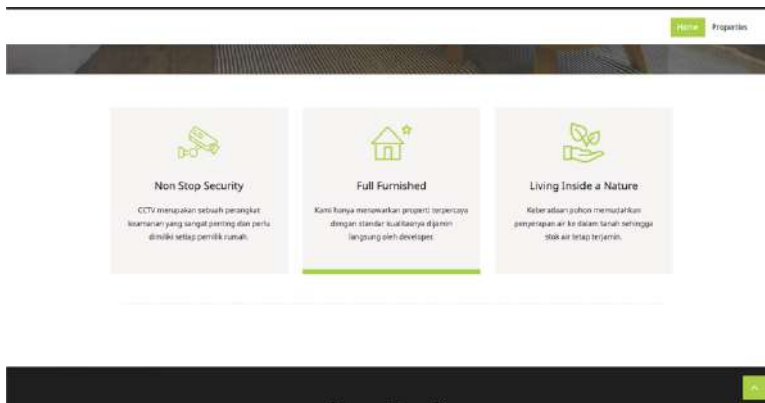 Home Properties
Non Stop Security
CCTV merupakan sebuah perangkat
keamanan yang sangat penting dan perlu
dimiliki setiap pemilik rumah.
Full Furnished
Kami hanya menawarkan properti terpercaya
dengan standar kualitasnya dijamin
langsung oleh developer.
Living Inside a Nature
Keberadaan pohon memudahkan
penyerapan air ke dalam tanah sehingga
stok air tetap terjamin.